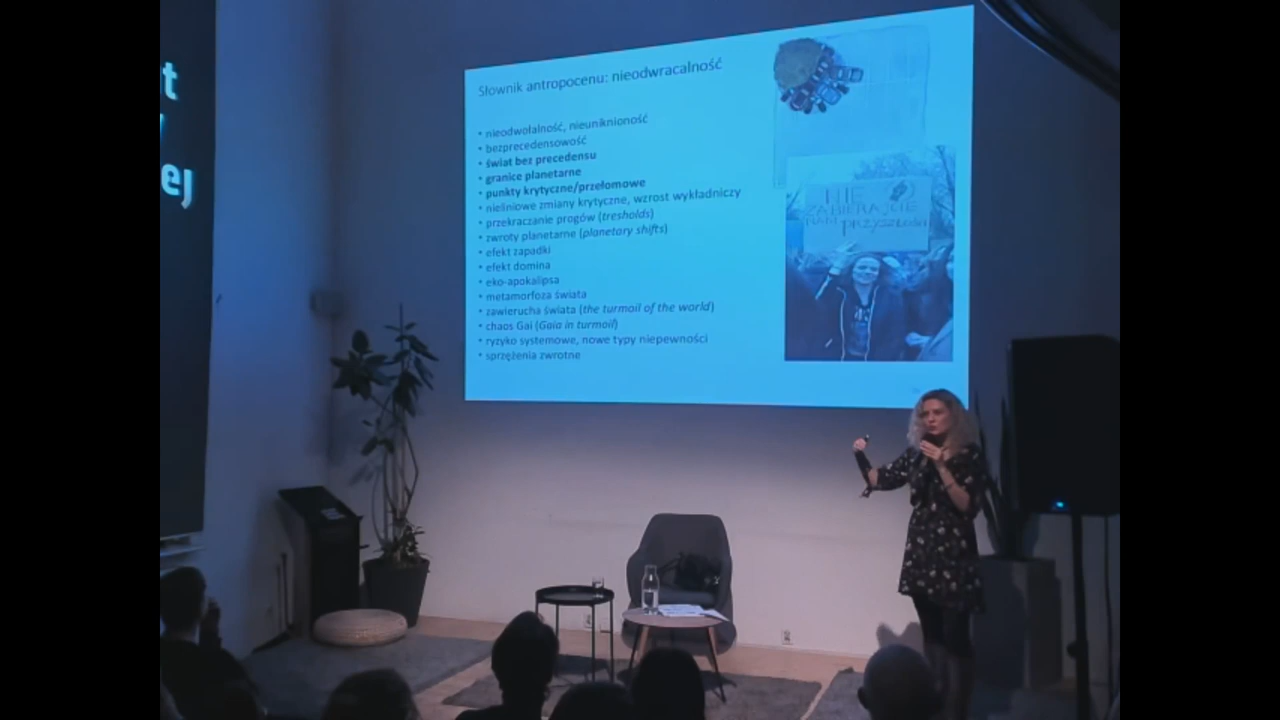 t
ej
Słownik antropocenu: nieodwracalność
• nieodwołalność, nieuniknioność
• bezprecedensowość
• świat bez precedensu
• granice planetarne
• punkty krytyczne/przełomowe
• nieliniowe zmiany krytyczne, wzrost wykładniczy
• przekraczanie progów (tresholds)
• zwroty planetarne (planetary shifts)
• efekt zapadki
• efekt domina
• eko-apokalipsa
• metamorfoza świata
• zawierucha świata (the turmoil of the world)
• chaos Gai (Gaia in turmoil)
• ryzyko systemowe, nowe typy niepewności
• sprzężenia zwrotne
NIE
ZABIERAJCIE
NAM PRZYSZŁOŚCI